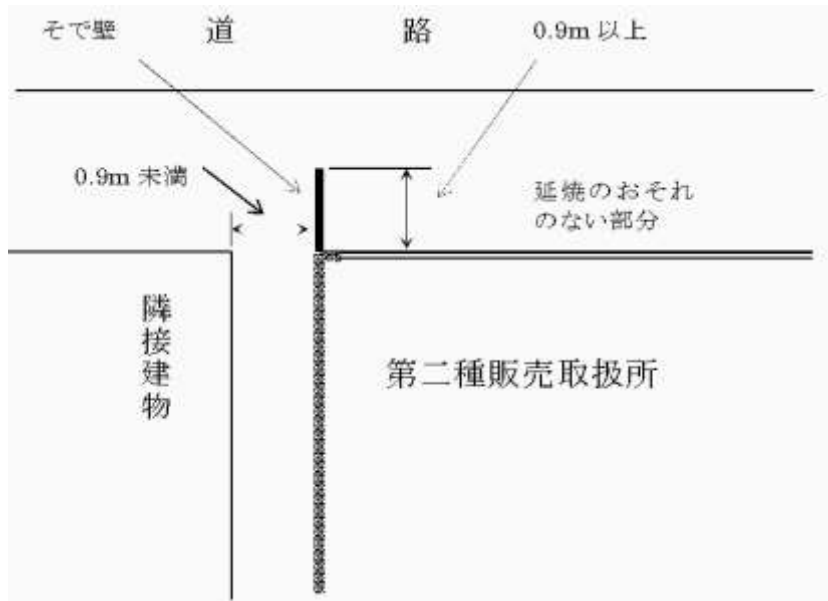 そで壁
道 路
0.9m 以上
0.9m 未満
延焼のおそれ
のない部分
隣接建物
第二種販売取扱所